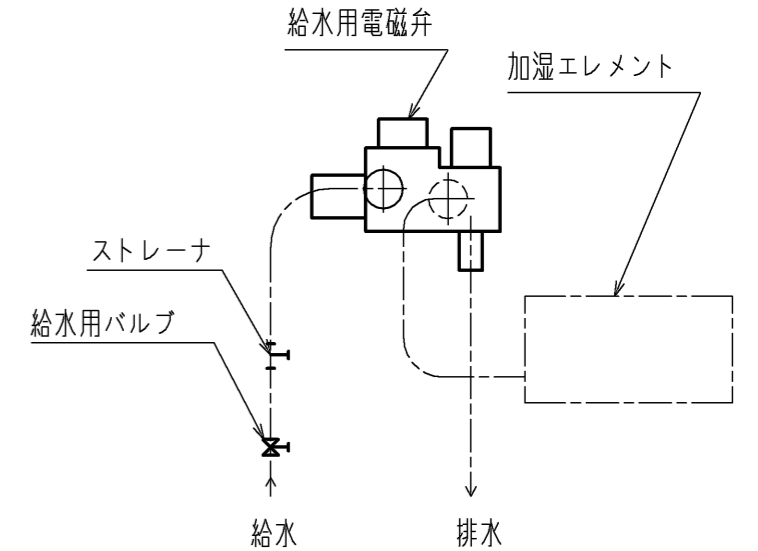 給水用電磁弁
加湿エレメント
ストレーナ
給水用バルブ
給水
排水